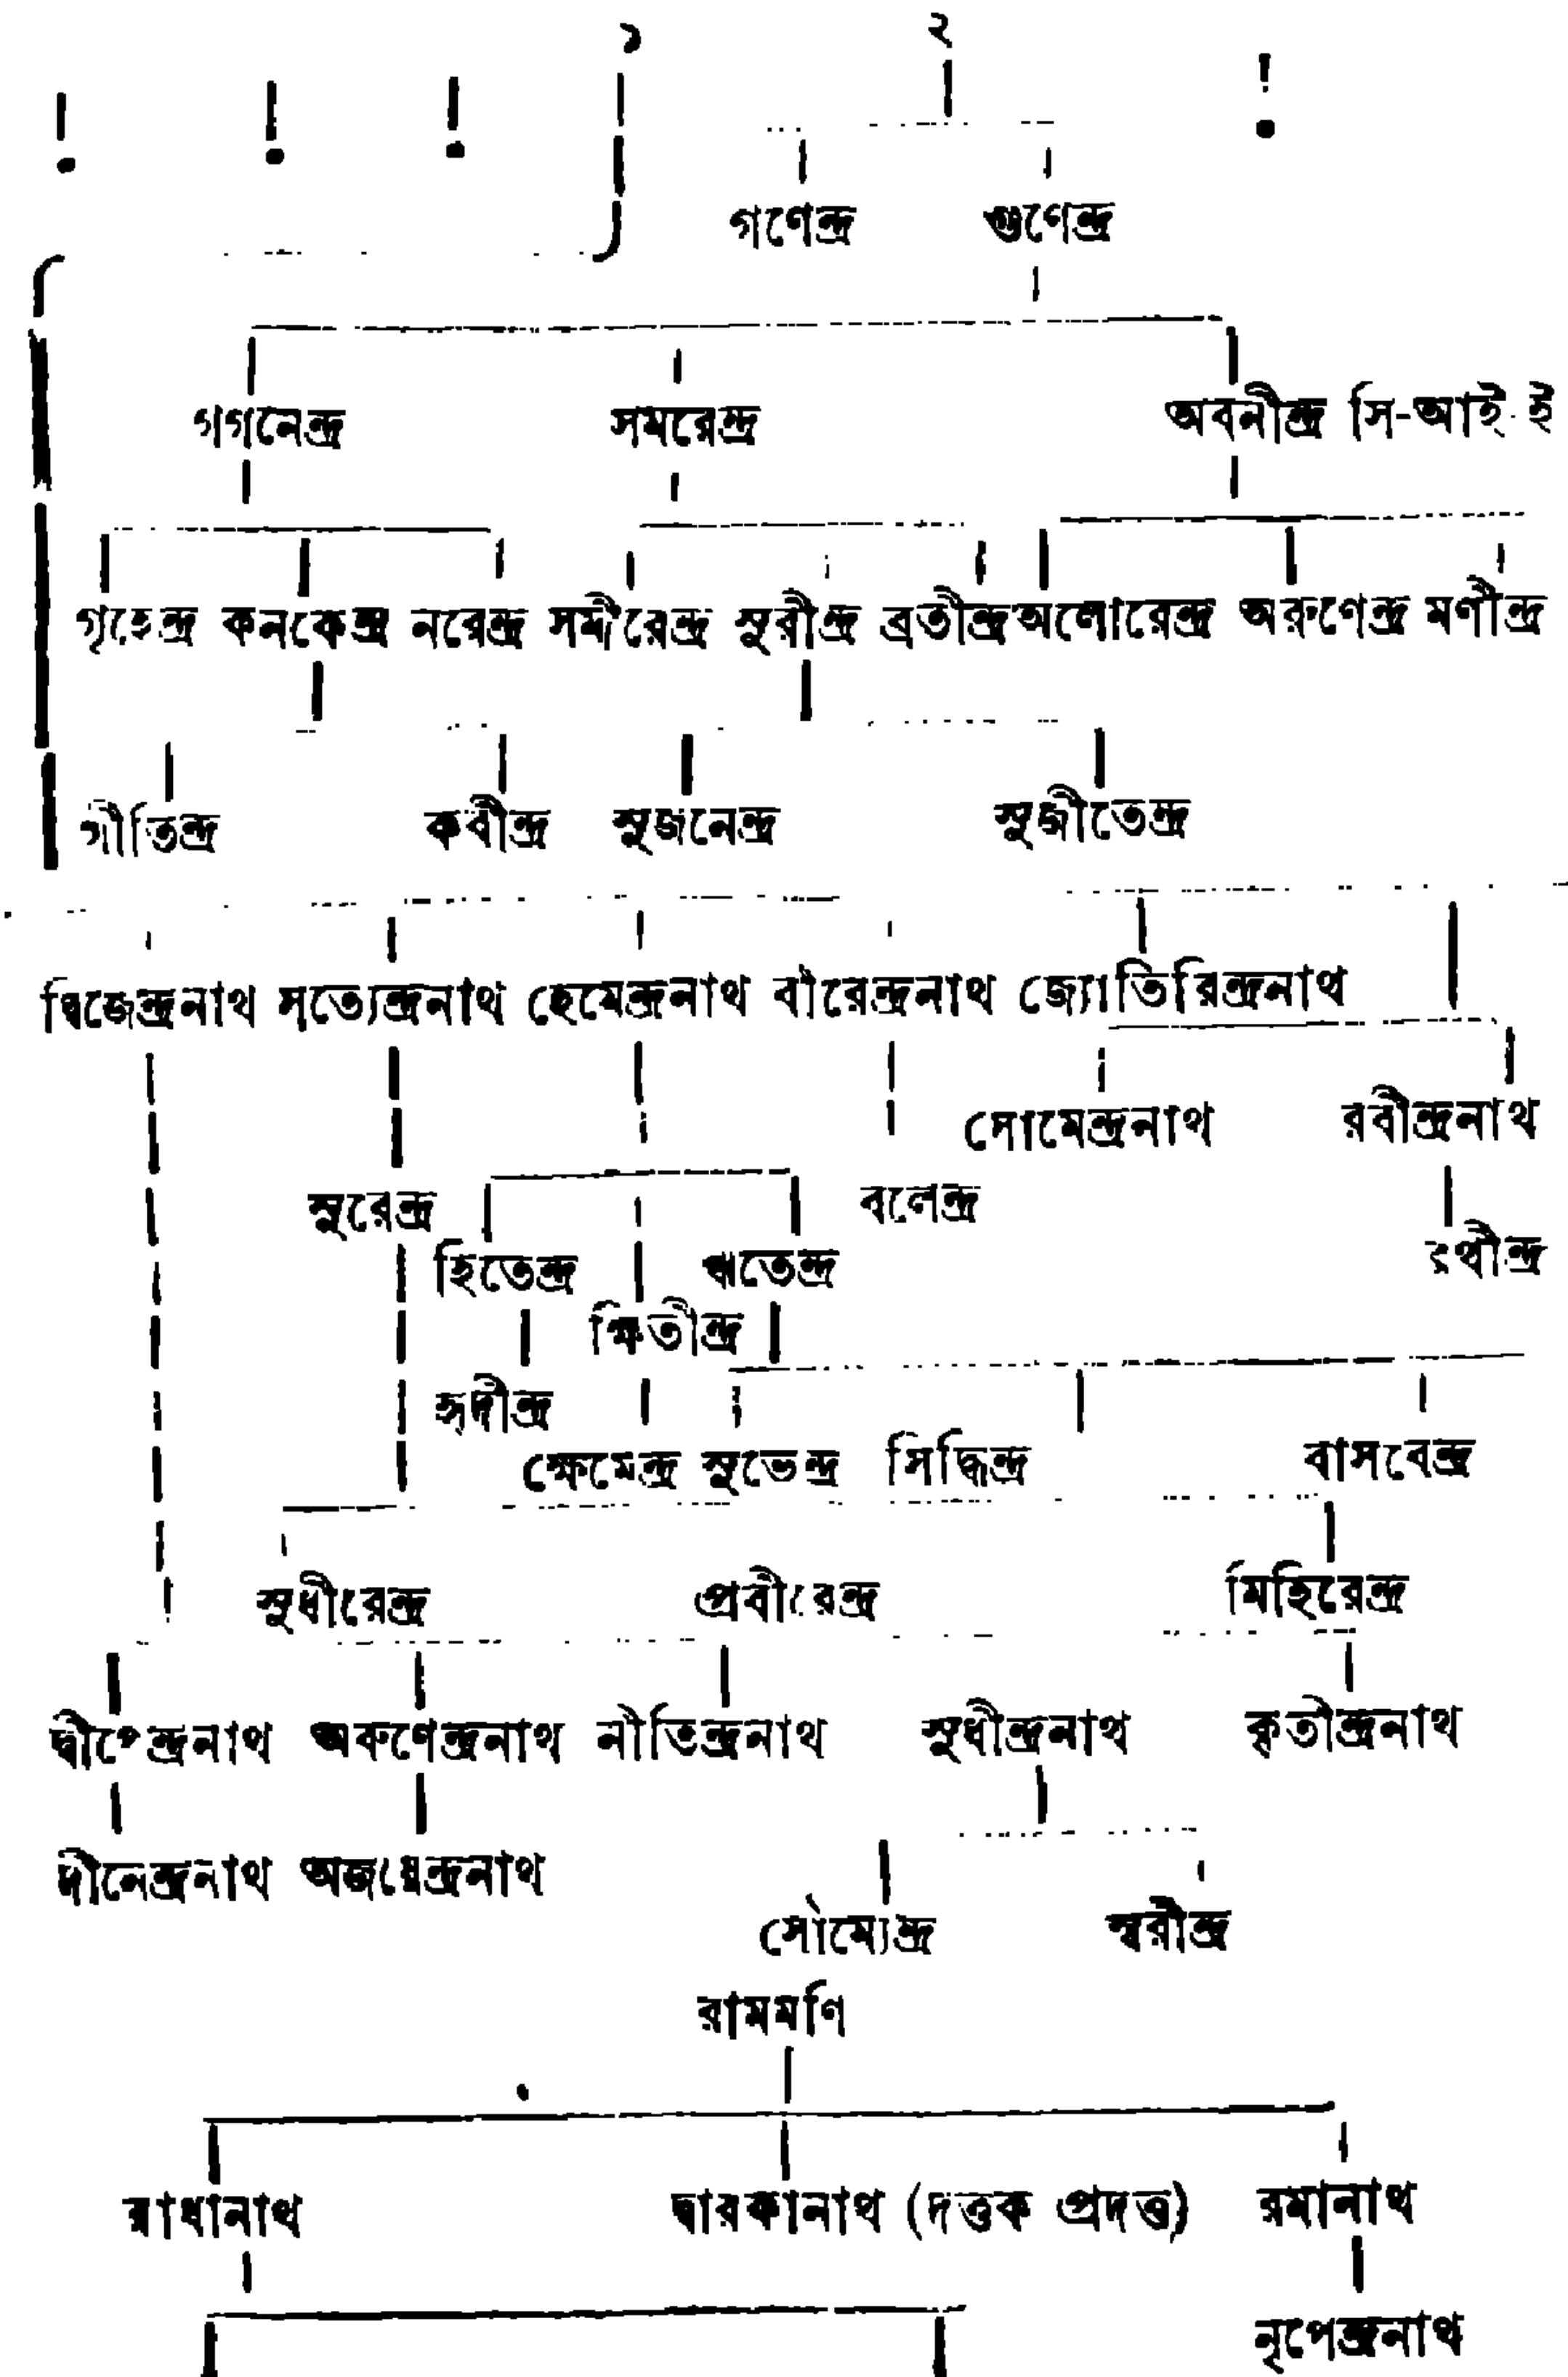 ১ ২
গণেন্দ্র গুণেন্দ্র
গগনেন্দ্র সমরেন্দ্র অবনীন্দ্র সি-আই-ই
গৃহেন্দ্র কনকেন্দ্র নরেন্দ্র সমীরেন্দ্র সুরীন্দ্র ব্রতীন্দ্র অলোরেন্দ্র অরুণেন্দ্র মণীন্দ্র
গীতিন্দ্র কবীন্দ্র সুজনেন্দ্র সুজীতেন্দ্র
দ্বিজেন্দ্রনাথ সত্যেন্দ্রনাথ হেমেন্দ্রনাথ বীরেন্দ্রনাথ জ্যোতিরিন্দ্রনাথ
সোমেন্দ্রনাথ রবীন্দ্রনাথ
সুরেন্দ্র বলেন্দ্র
হিতেন্দ্র ঋতেন্দ্র রথীন্দ্র
ক্ষিতীন্দ্র
হৃদীন্দ্র
ক্ষেমেন্দ্র সুভেন্দ্র সিদ্ধিন্দ্র বাসবেন্দ্র
সুধীরেন্দ্র প্রবীরেন্দ্র মিহিরেন্দ্র
দ্বীপেন্দ্রনাথ অরুণেন্দ্রনাথ নীতিন্দ্রনাথ সুধীন্দ্রনাথ কৃতীন্দ্রনাথ
দীনেন্দ্রনাথ অজয়েন্দ্রনাথ
সৌম্যেন্দ্র স্বরীন্দ্র
রামমণি
রাধানাথ দ্বারকানাথ (দত্তক প্রদত্ত) রমানাথ
নৃপেন্দ্রনাথ